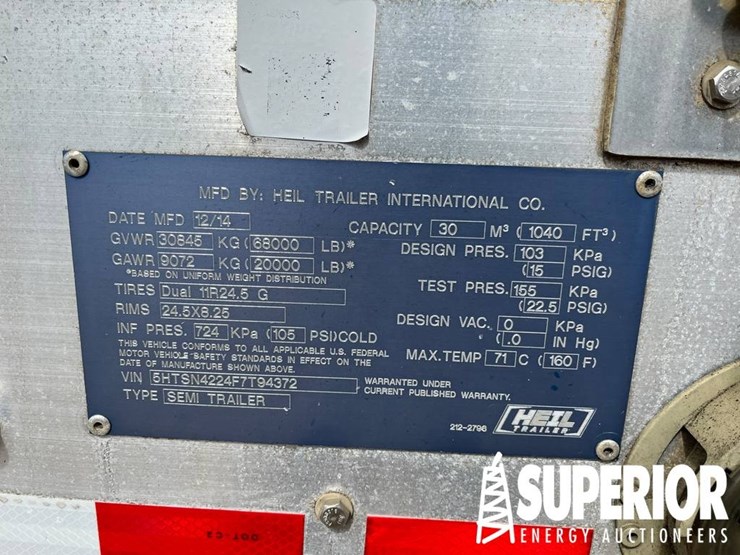 MFD BY: HEIL TRAILER INTERNATIONAL CO.
DATE MFD 12/14 CAPACITY 30 M³ (1040 FT³)
GVWR 30845 KG (68000 LB)* DESIGN PRES. 103 KPa
(15 PSIG)
GAWR 9072 KG (20000 LB)*
*BASED ON UNIFORM WEIGHT DISTRIBUTION
TEST PRES. 155 KPa
(22.5 PSIG)
TIRES Dual 11R24.5 G
RIMS 24.5X8.25
DESIGN VAC. 0 KPa
(.0 IN Hg)
INF PRES. 724 KPa (105 PSI)COLD
MAX.TEMP 71 C (160 F)
THIS VEHICLE CONFORMS TO ALL APPLICABLE U.S. FEDERAL
MOTOR VEHICLE SAFETY STANDARDS IN EFFECT ON THE
DATE OF MANUFACTURE SHOWN ABOVE.
VIN 5HTSN4224F7T94372
WARRANTED UNDER
CURRENT PUBLISHED WARRANTY.
TYPE SEMI TRAILER
212-2796
HEIL
TRAILER
DOT-C2
SUPERIOR
ENERGY AUCTIONEERS